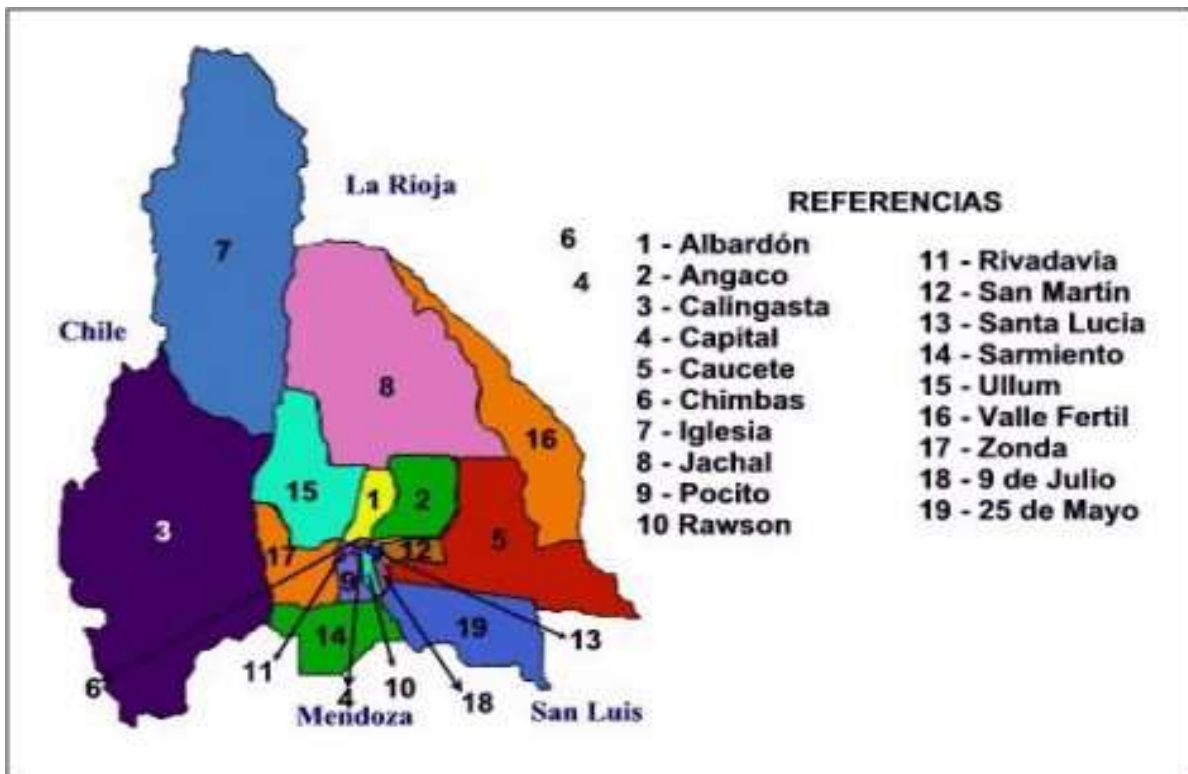 La Rioja
7
Chile
8
16
15
1
2
3
5
17
12
9
14
19
13
11
6
4
10
18
Mendoza
San Luis
6
4
REFERENCIAS
1 - Albardón
2 - Angaco
3 - Calingasta
4 - Capital
5 - Caucete
6 - Chimbas
7 - Iglesia
8 - Jachal
9 - Pocito
10 Rawson
11 - Rivadavia
12 - San Martin
13 - Santa Lucia
14 - Sarmiento
15 - Ullum
16 - Valle Fertil
17 - Zonda
18 - 9 de Julio
19 - 25 de Mayo